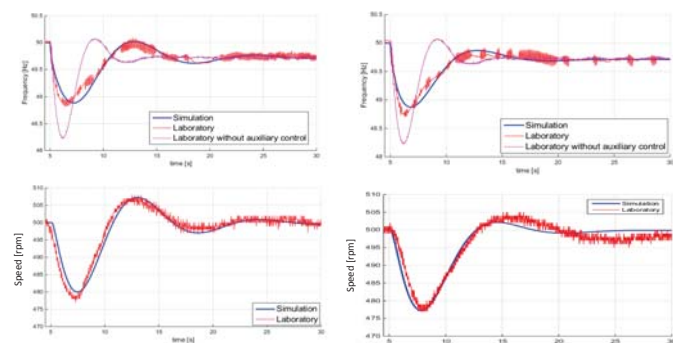 50.5
50
49.5
49
48.5
48
Frequency [Hz]
Simulation
Laboratory
Laboratory without auxiliary control
5
10
15
20
25
30
time [s]
50.5
50
49.5
49
48.5
48
Frequency [Hz]
Simulation
Laboratory
Laboratory without auxiliary control
5
10
15
20
25
30
time [s]
510
500
490
480
470
Speed [rpm]
Simulation
Laboratory
5
10
15
20
25
30
time [s]
510
505
500
495
490
485
480
475
470
Speed [rpm]
Simulation
Laboratory
5
10
15
20
25
30